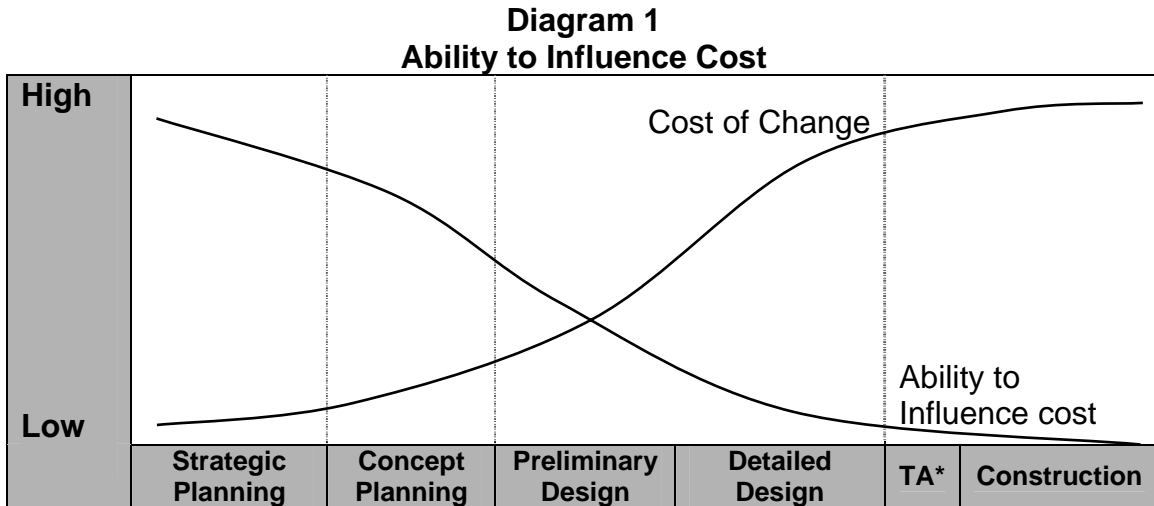 Diagram 1
Ability to Influence Cost
High
Cost of Change
Ability to
Influence cost
Low
Strategic
Planning
Concept
Planning
Preliminary
Design
Detailed
Design
TA*
Construction